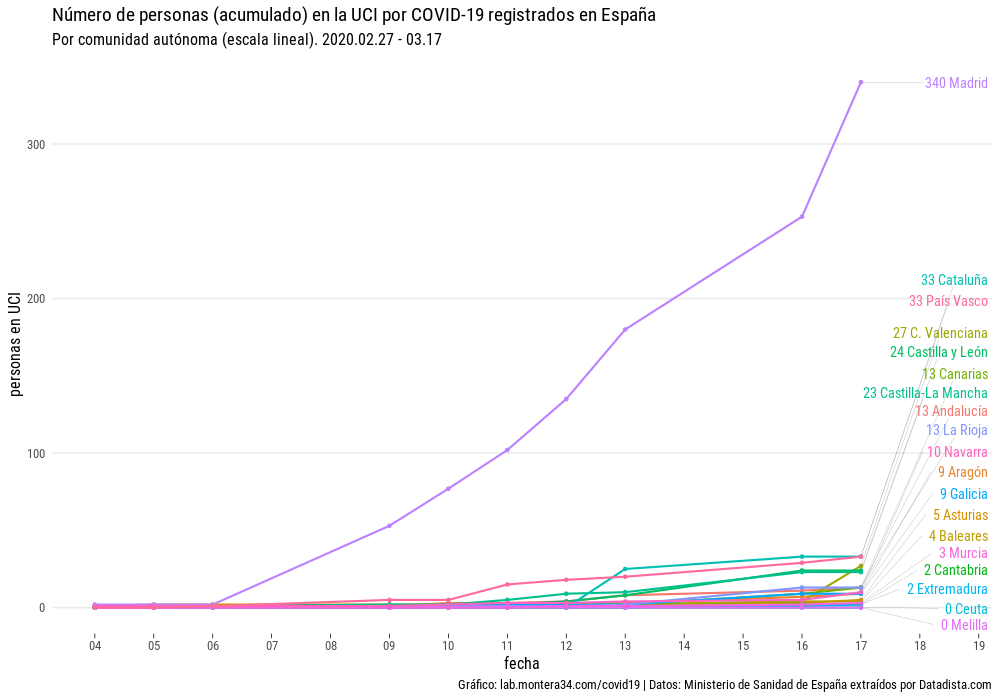 Número de personas (acumulado) en la UCI por COVID-19 registrados en España
Por comunidad autónoma (escala lineal). 2020.02.27 - 03.17
personas en UCI
300
200
100
0
340 Madrid
33 Cataluña
33 País Vasco
27 C. Valenciana
24 Castilla y León
13 Canarias
23 Castilla-La Mancha
13 Andalucía
13 La Rioja
10 Navarra
9 Aragón
9 Galicia
5 Asturias
4 Baleares
3 Murcia
2 Cantabria
2 Extremadura
0 Ceuta
0 Melilla
04 05 06 07 08 09 10 11 12 13 14 15 16 17 18 19
fecha
Gráfico: lab.montera34.com/covid19 | Datos: Ministerio de Sanidad de España extraídos por Datadista.com